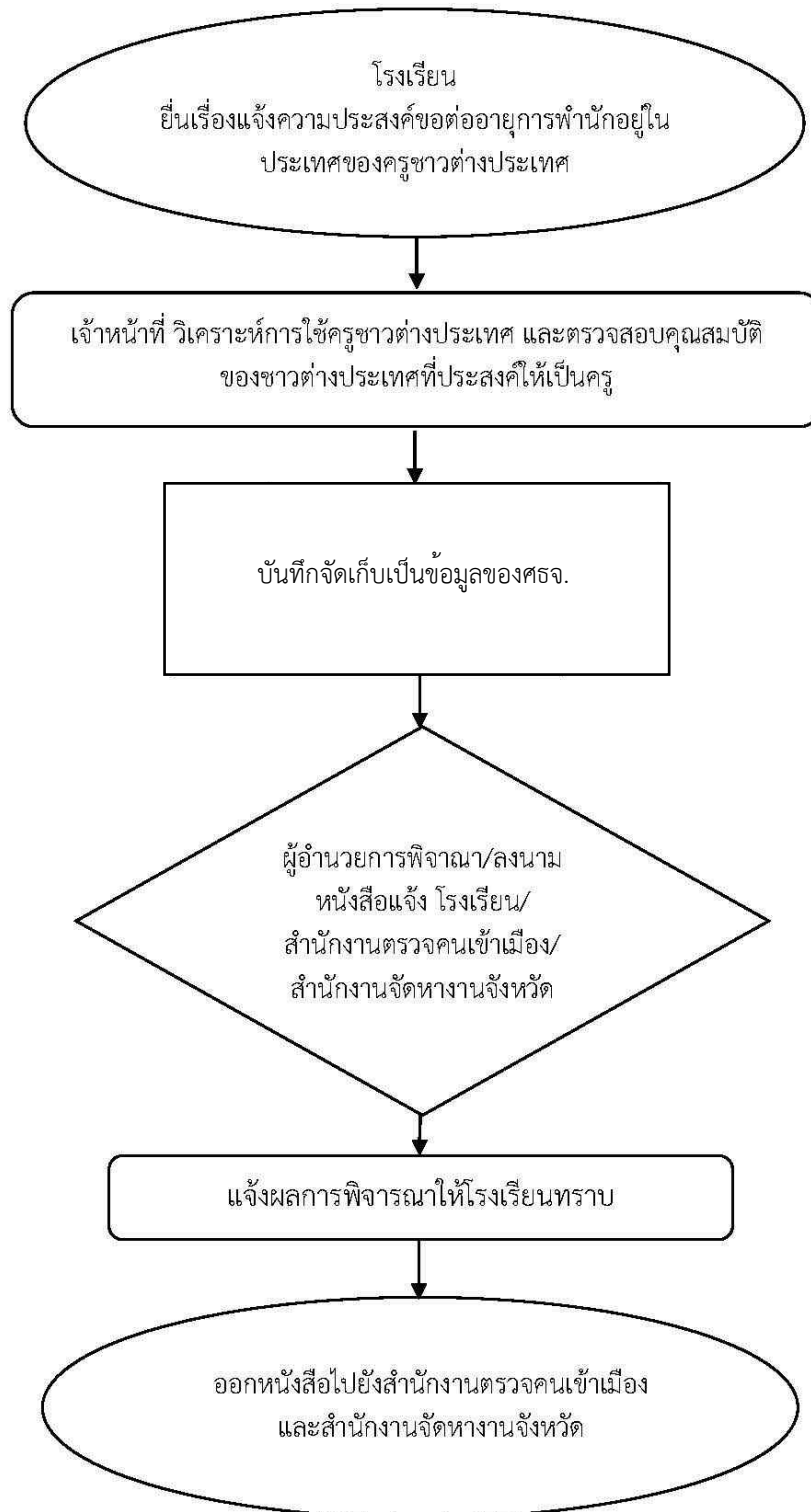 โรงเรียน
ยื่นเรื่องแจ้งความประสงค์ขอต่ออายุการพำนักอยู่ใน
ประเทศของครูชาวต่างประเทศ
เจ้าหน้าที่ วิเคราะห์การใช้ครูชาวต่างประเทศ และตรวจสอบคุณสมบัติ
ของชาวต่างประเทศที่ประสงค์ให้เป็นครู
บันทึกจัดเก็บเป็นข้อมูลของศธจ.
ผู้อำนวยการพิจาณา/ลงนาม
หนังสือแจ้ง โรงเรียน/
สำนักงานตรวจคนเข้าเมือง/
สำนักงานจัดหางานจังหวัด
แจ้งผลการพิจารณาให้โรงเรียนทราบ
ออกหนังสือไปยังสำนักงานตรวจคนเข้าเมือง
และสำนักงานจัดหางานจังหวัด